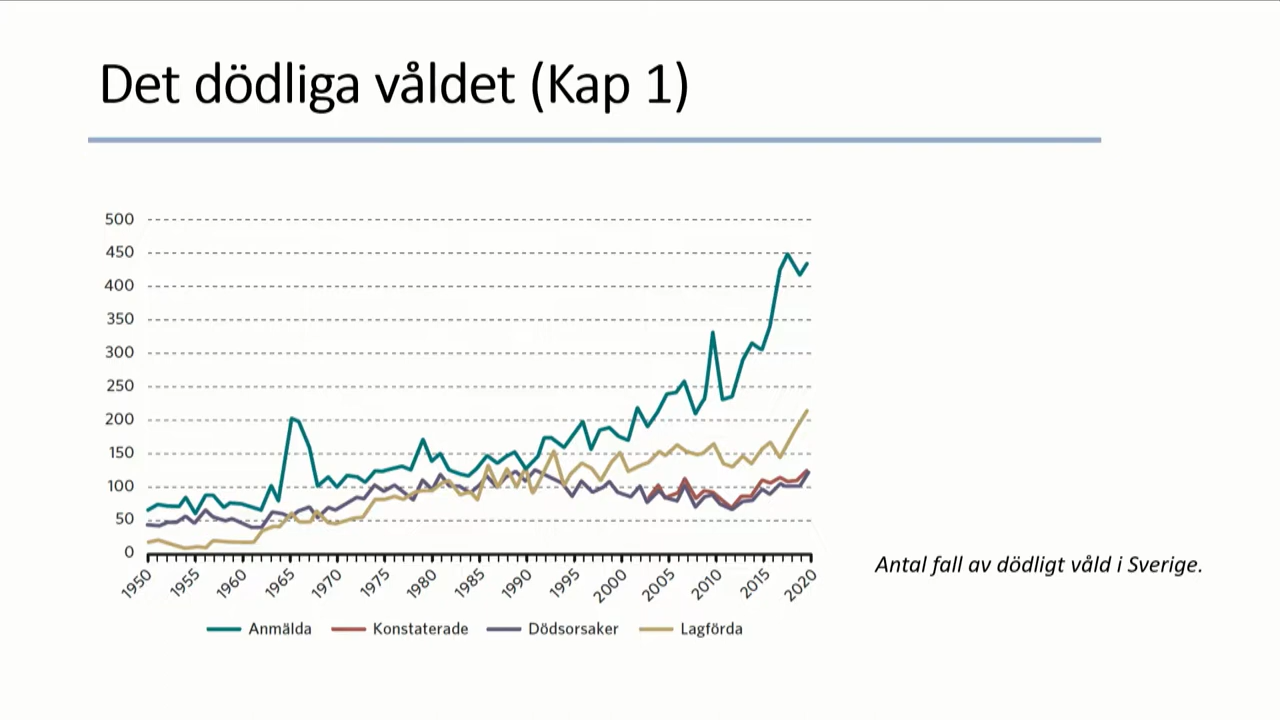 Det dödliga våldet (Kap 1)
500
450
400
350
300
250
200
150
100
50
0
1950 1955 1960 1965 1970 1975 1980 1985 1990 1995 2000 2005 2010 2015 2020
Anmälda Konstaterade Dödsorsaker Lagförda
Antal fall av dödligt våld i Sverige.